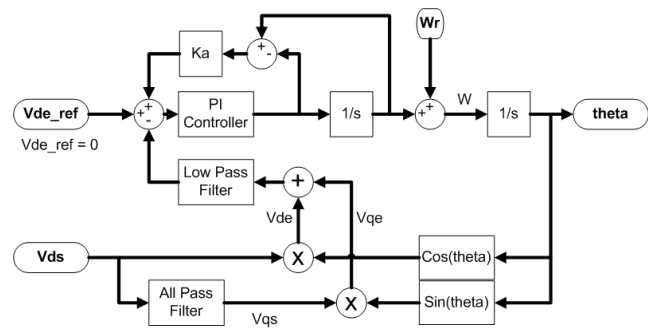 Wr
Ka
+
-
+
+
-
Vde_ref
PI
Controller
1/s
+
+
W
1/s
theta
Vde_ref = 0
Low Pass
Filter
+
Vde
Vqe
Vds
X
Cos(theta)
All Pass
Filter
Vqs
X
Sin(theta)